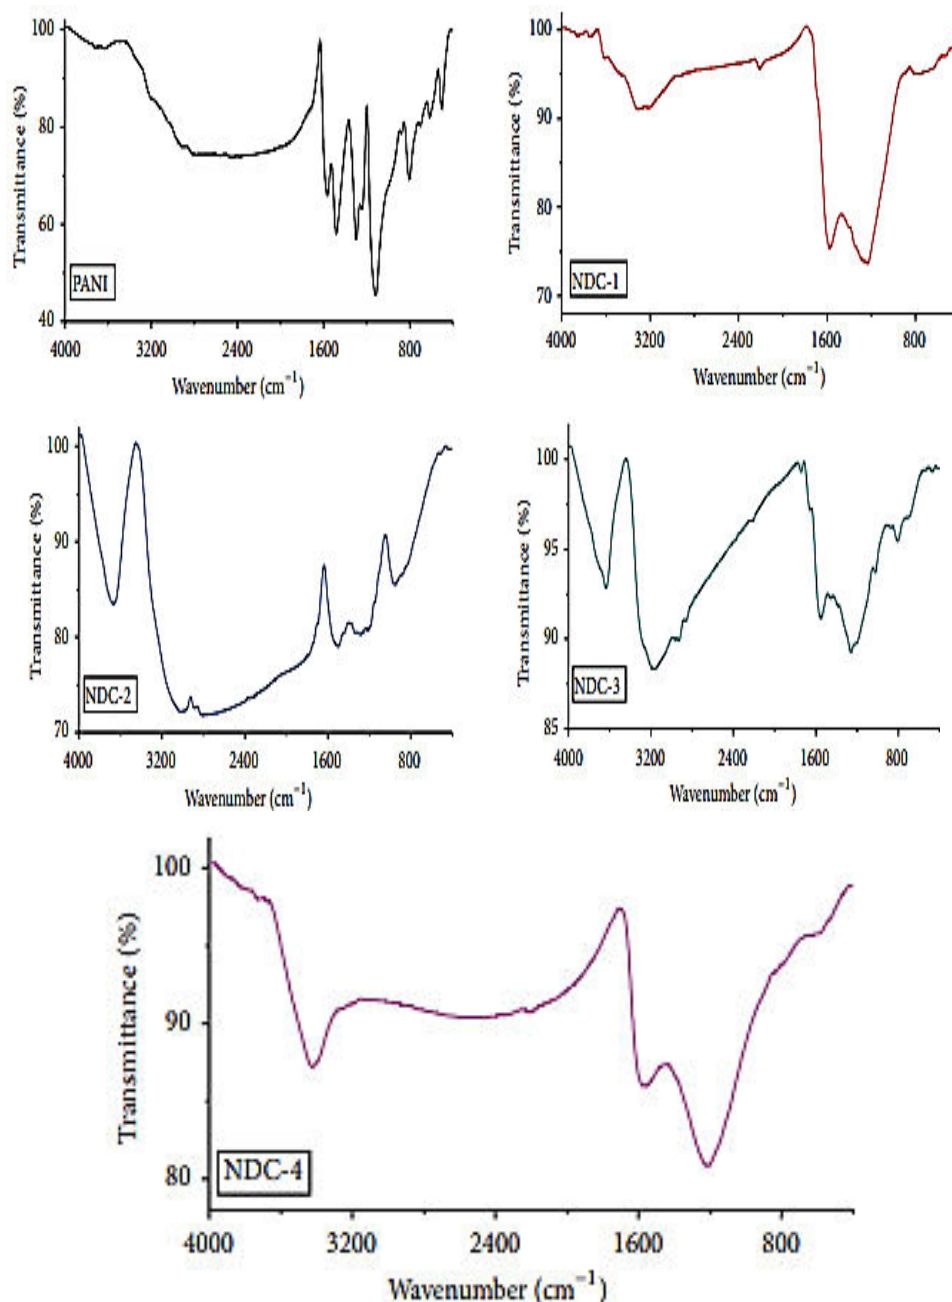 100
80
60
40
Transmittance (%)
PANI
4000 3200 2400 1600 800
Wavenumber (cm⁻¹)
100
90
80
70
Transmittance (%)
NDC-1
4000 3200 2400 1600 800
Wavenumber (cm⁻¹)
100
90
80
70
Transmittance (%)
NDC-2
4000 3200 2400 1600 800
Wavenumber (cm⁻¹)
100
95
90
85
Transmittance (%)
NDC-3
4000 3200 2400 1600 800
Wavenumber (cm⁻¹)
100
90
80
Transmittance (%)
NDC-4
4000 3200 2400 1600 800
Wavenumber (cm⁻¹)